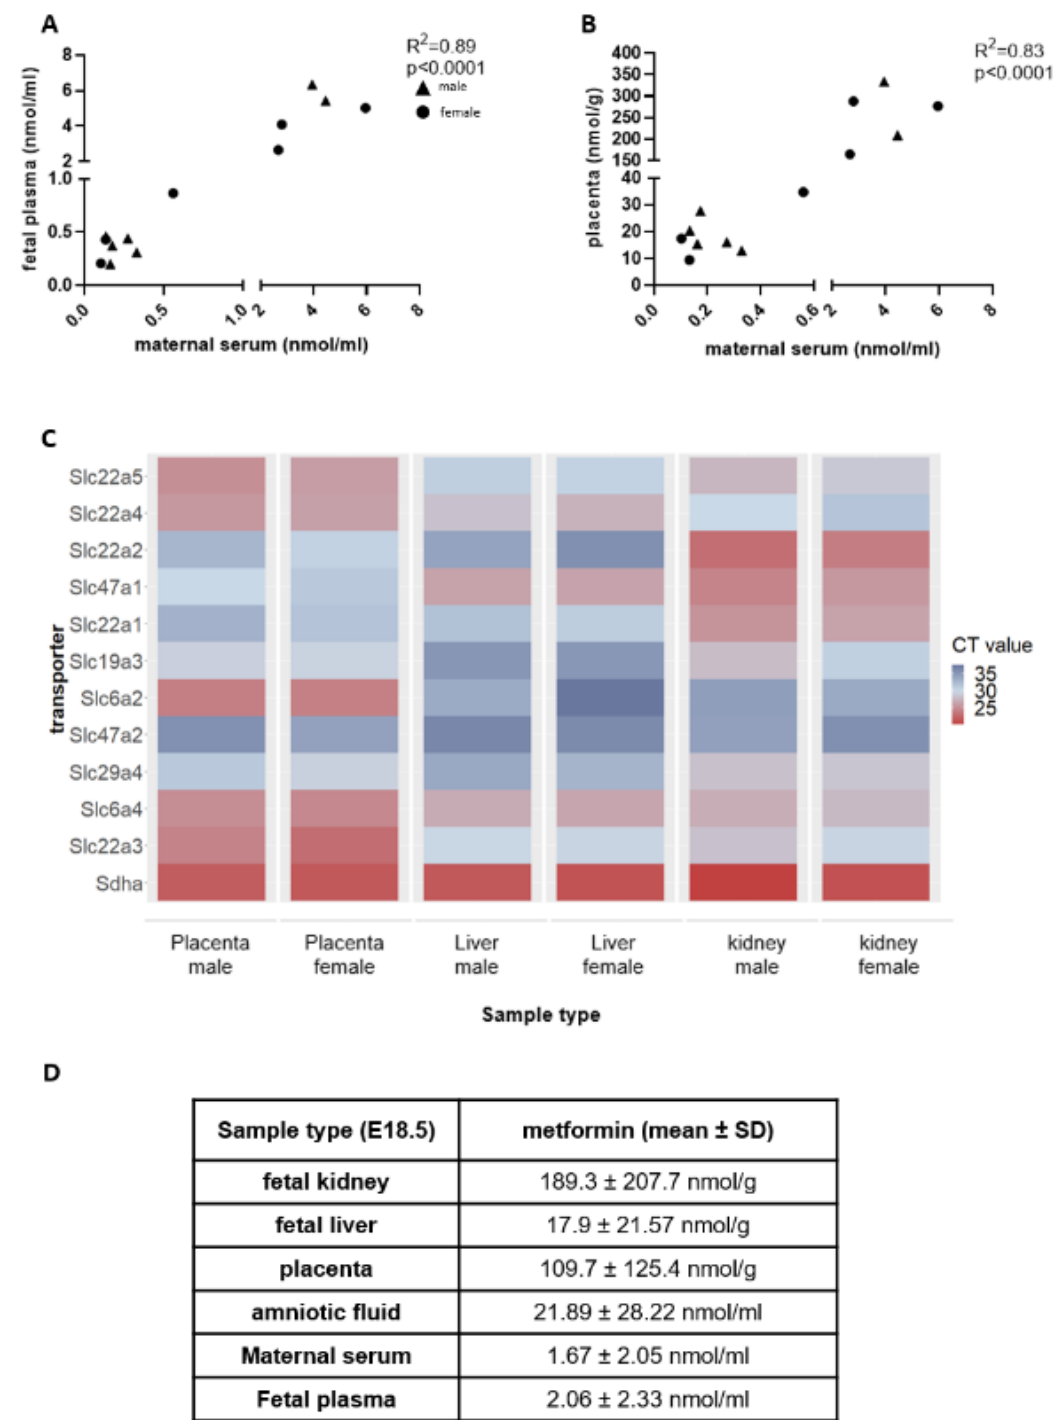 A
R²=0.89
p<0.0001
male
female
fetal plasma (nmol/ml)
8
6
4
2
1.0
0.5
0.0
0.0 0.5 1.0 2 4 6 8
maternal serum (nmol/ml)
B
R²=0.83
p<0.0001
placenta (nmol/g)
400
350
300
250
200
150
40
30
20
10
0
0.0 0.2 0.4 0.6 2 4 6 8
maternal serum (nmol/ml)
C
transporter
Slc22a5
Slc22a4
Slc22a2
Slc47a1
Slc22a1
Slc19a3
Slc6a2
Slc47a2
Slc29a4
Slc6a4
Slc22a3
Sdha
CT value
35
30
25
Placenta male
Placenta female
Liver male
Liver female
kidney male
kidney female
Sample type
D
Sample type (E18.5) metformin (mean ± SD)
fetal kidney 189.3 ± 207.7 nmol/g
fetal liver 17.9 ± 21.57 nmol/g
placenta 109.7 ± 125.4 nmol/g
amniotic fluid 21.89 ± 28.22 nmol/ml
Maternal serum 1.67 ± 2.05 nmol/ml
Fetal plasma 2.06 ± 2.33 nmol/ml